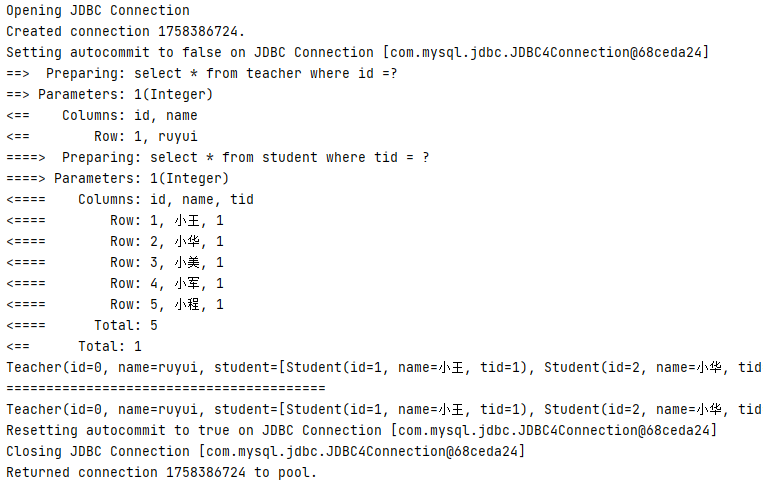 Opening JDBC Connection
Created connection 1758386724.
Setting autocommit to false on JDBC Connection [com.mysql.jdbc.JDBC4Connection@68ceda24]
==>  Preparing: select * from teacher where id =?
==> Parameters: 1(Integer)
<==    Columns: id, name
<==        Row: 1, ruyui
====>  Preparing: select * from student where tid = ?
====> Parameters: 1(Integer)
<====    Columns: id, name, tid
<====        Row: 1, 小王, 1
<====        Row: 2, 小华, 1
<====        Row: 3, 小美, 1
<====        Row: 4, 小军, 1
<====        Row: 5, 小程, 1
<====      Total: 5
<==      Total: 1
Teacher(id=0, name=ruyui, student=[Student(id=1, name=小王, tid=1), Student(id=2, name=小华, tid
========================================
Teacher(id=0, name=ruyui, student=[Student(id=1, name=小王, tid=1), Student(id=2, name=小华, tid
Resetting autocommit to true on JDBC Connection [com.mysql.jdbc.JDBC4Connection@68ceda24]
Closing JDBC Connection [com.mysql.jdbc.JDBC4Connection@68ceda24]
Returned connection 1758386724 to pool.